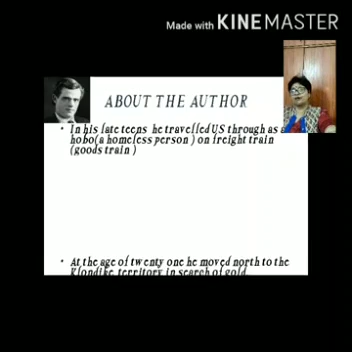 Made with KINEMASTER
ABOUT THE AUTHOR
• In his late teens he travelled US through as a
hobo(a homeless person ) on freight train
(goods train )
• At the age of twenty one he moved north to the
Klondike territory in search of gold